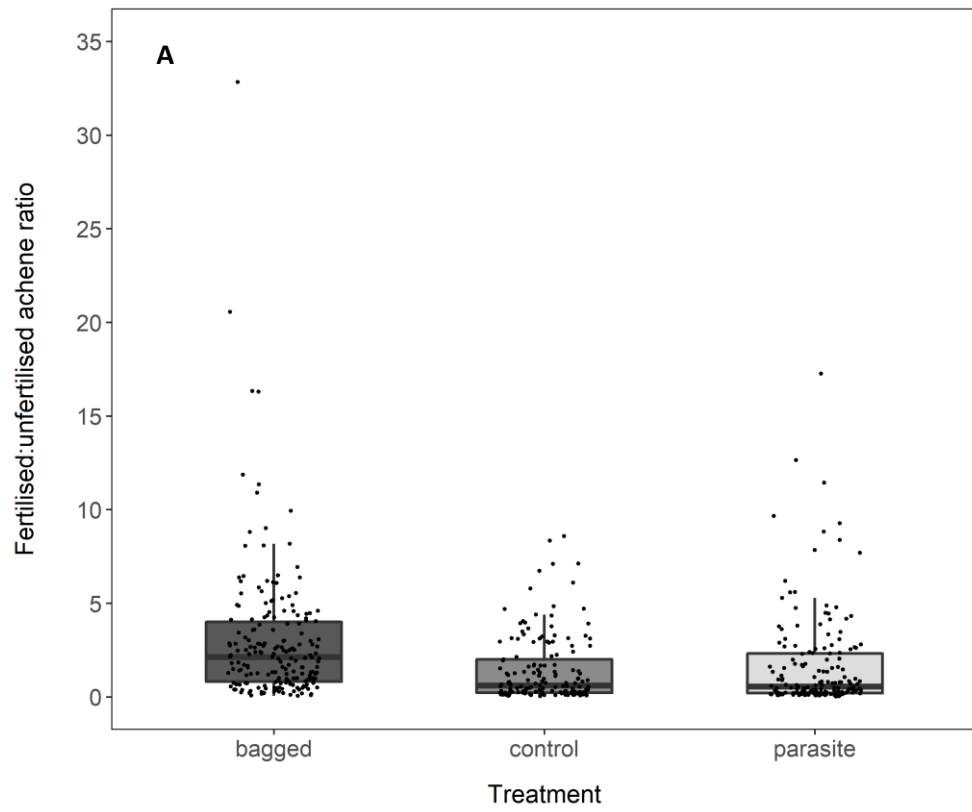 A
Fertilised:unfertilised achene ratio
35
30
25
20
15
10
5
0
bagged control parasite
Treatment